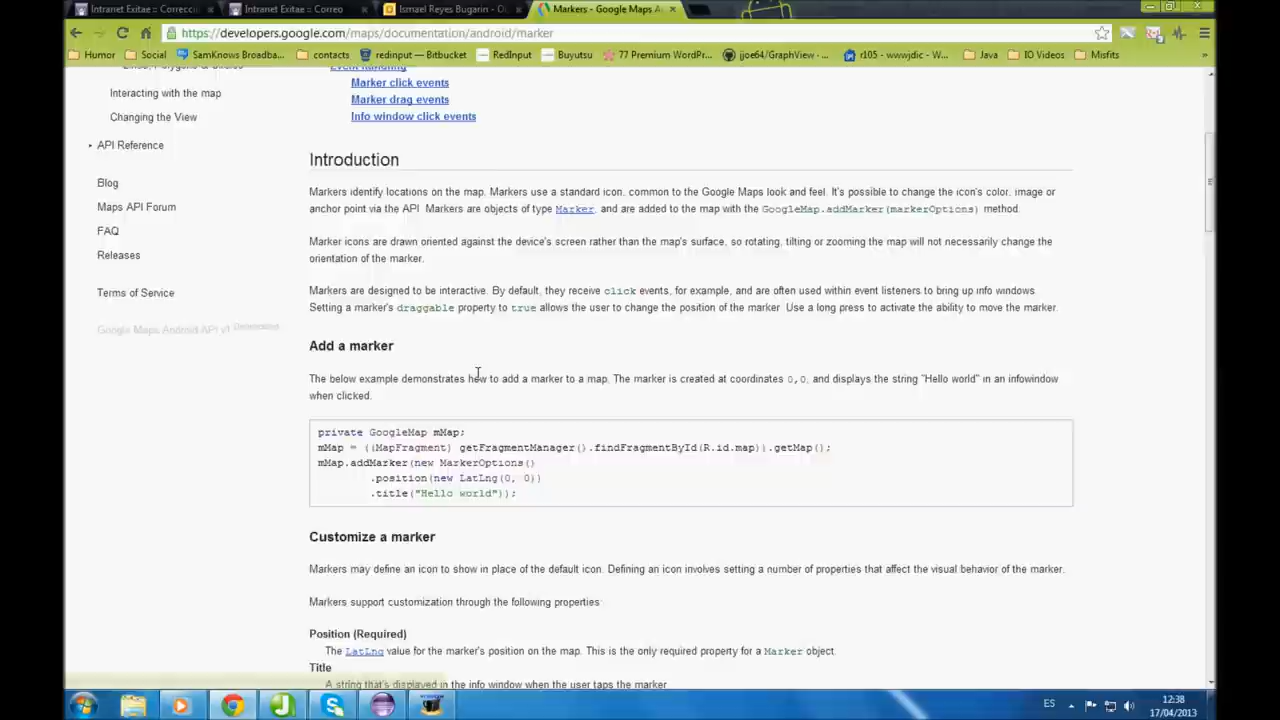 Intranet Exitae - Correcc
Intranet Exitae - Correo
Ismael Reyes Bugarin - O
Markers - Google Maps A
https://developers.google.com/maps/documentation/android/marker
Humor
Social
SamKnows Broadba...
contacts
redinput — Bitbucket
RedInput
Buyutsu
77 Premium WordPr...
jjoe64/GraphView ·...
r105 - wwwjdic - W...
Java
IO Videos
Misfits
»
Interacting with the map
Changing the View
API Reference
Blog
Maps API Forum
FAQ
Releases
Terms of Service
Google Maps Android API v1 Deprecated
Event handling
Marker click events
Marker drag events
Info window click events
Introduction
Markers identify locations on the map. Markers use a standard icon, common to the Google Maps look and feel. It's possible to change the icon's color, image or
anchor point via the API. Markers are objects of type Marker, and are added to the map with the GoogleMap.addMarker(markerOptions) method.
Marker icons are drawn oriented against the device's screen rather than the map's surface, so rotating, tilting or zooming the map will not necessarily change the
orientation of the marker.
Markers are designed to be interactive. By default, they receive click events, for example, and are often used within event listeners to bring up info windows.
Setting a marker's draggable property to true allows the user to change the position of the marker. Use a long press to activate the ability to move the marker.
Add a marker
The below example demonstrates how to add a marker to a map. The marker is created at coordinates 0,0, and displays the string "Hello world" in an infowindow
when clicked.
private GoogleMap mMap;
mMap = ((MapFragment) getFragmentManager().findFragmentById(R.id.map)).getMap();
mMap.addMarker(new MarkerOptions()
.position(new LatLng(0, 0))
.title("Hello world"));
Customize a marker
Markers may define an icon to show in place of the default icon. Defining an icon involves setting a number of properties that affect the visual behavior of the marker.
Markers support customization through the following properties:
Position (Required)
The LatLng value for the marker's position on the map. This is the only required property for a Marker object.
Title
A string that's displayed in the info window when the user taps the marker
ES
12:38
17/04/2013